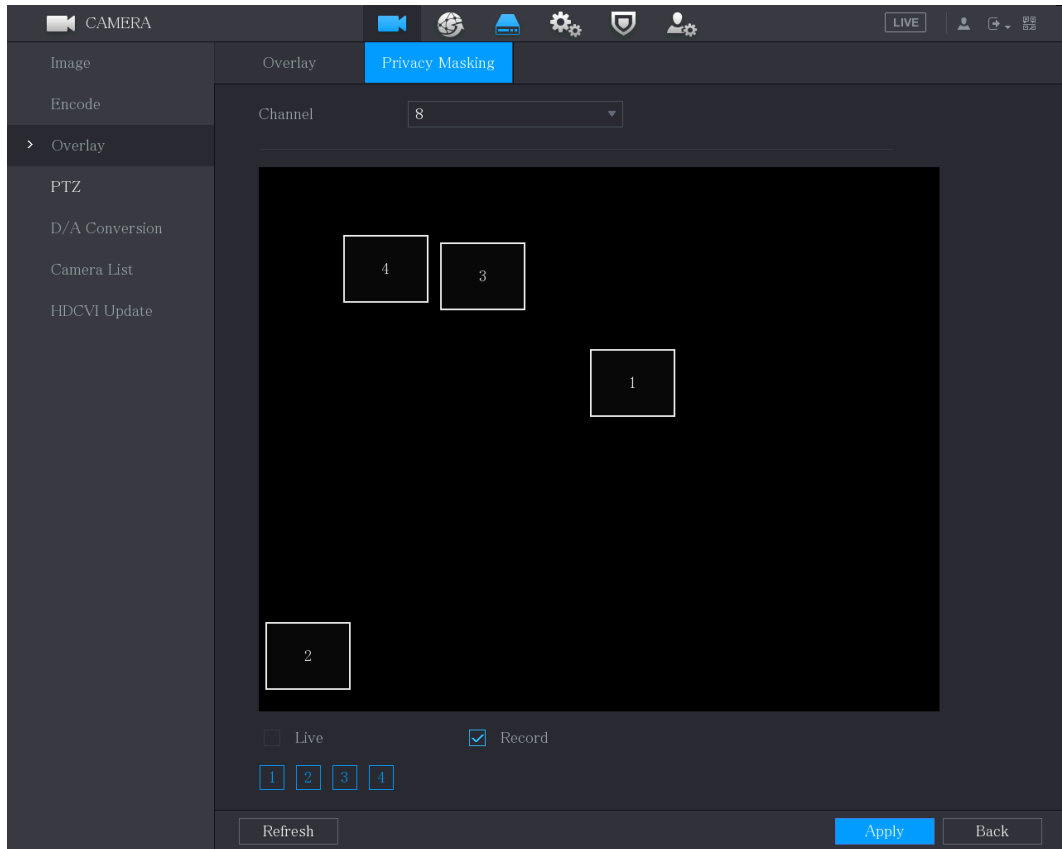 CAMERA
LIVE
Image
Overlay
Privacy Masking
Encode
Channel
8
Overlay
PTZ
D/A Conversion
Camera List
HDCVI Update
4
3
1
2
Live
Record
1 2 3 4
Refresh
Apply
Back